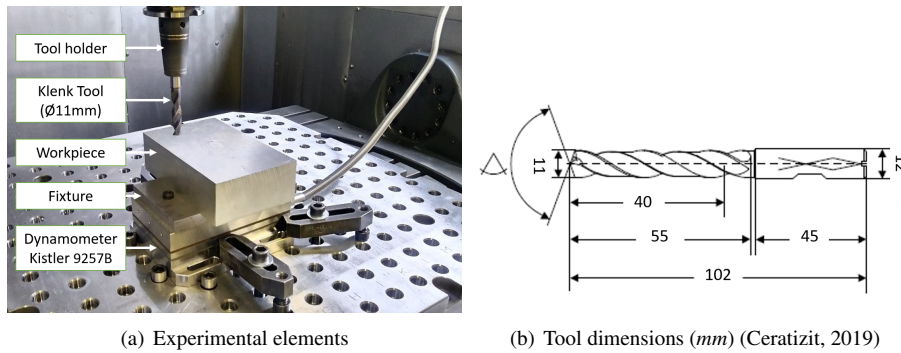 Tool holder
Klenk Tool
(Ø11mm)
Workpiece
Fixture
Dynamometer
Kistler 9257B
11
12
40
55
45
102
(a) Experimental elements
(b) Tool dimensions (mm) (Ceratizit, 2019)